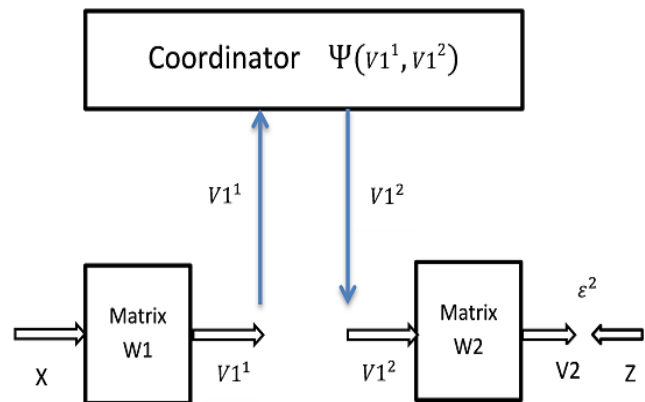 Coordinator Ψ(V1¹, V1²)
V1¹ V1²
Matrix
W1
Matrix
W2
ε²
X V1¹ V1² V2 Z